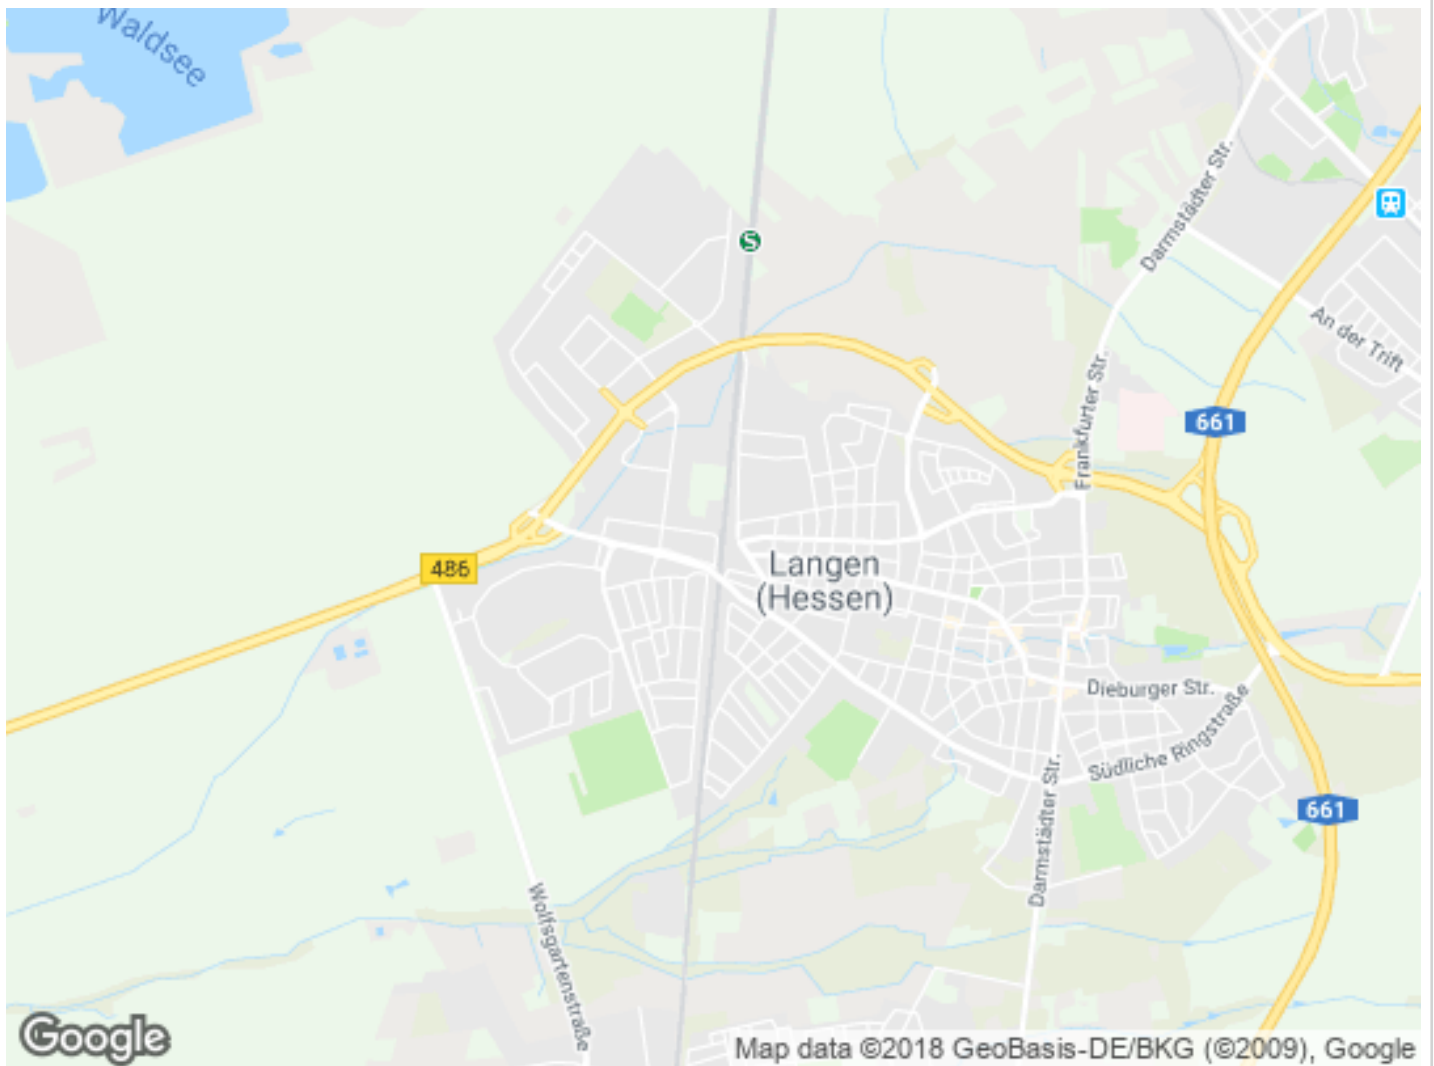 Waldsee
Darmstädter Str.
S
An der Trift
Frankfurter Str.
661
486
Langen
(Hessen)
Dieburger Str.
Südliche Ringstraße
Darmstädter Str.
661
Wolfsgartenstraße
Google
Map data ©2018 GeoBasis-DE/BKG (©2009), Google